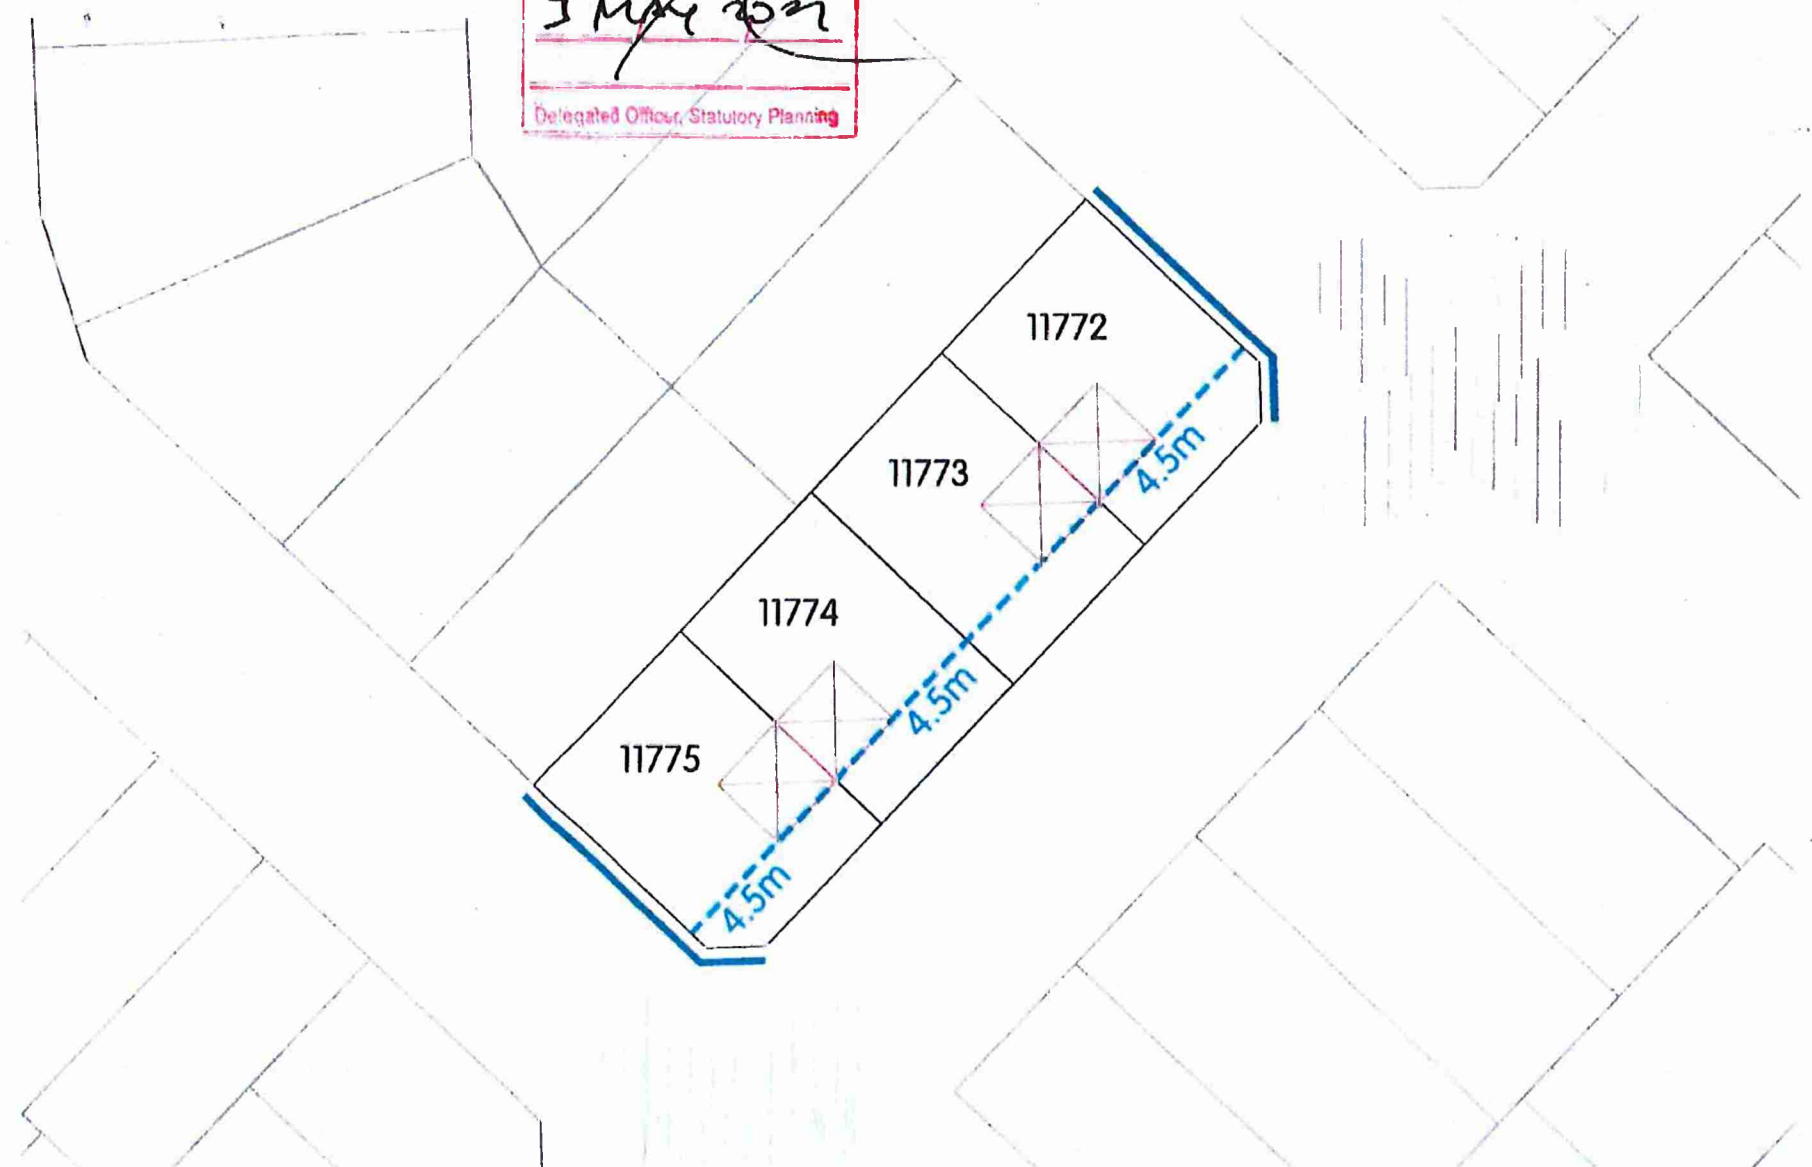 Delegated Officer, Statutory Planning
11772
11773
4.5m
11774
4.5m
11775
4.5m